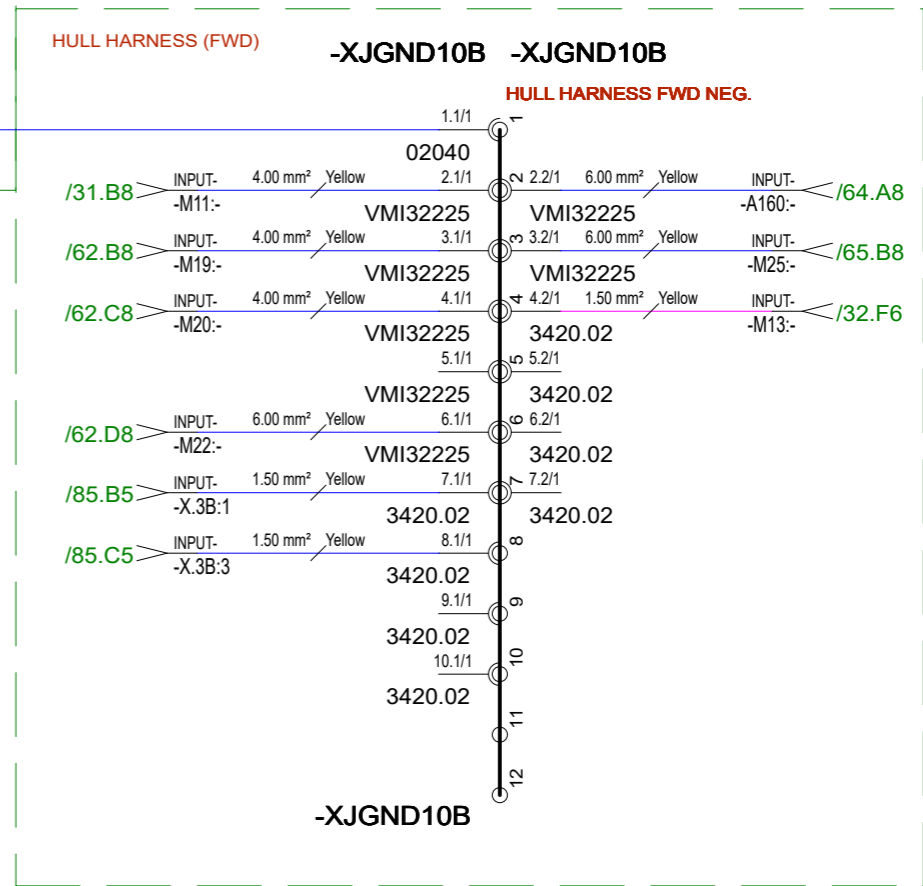 HULL HARNESS (FWD)
-XJGND10B -XJGND10B
HULL HARNESS FWD NEG.
1.1/1 1
02040
/31.B8 INPUT- 4.00 mm² Yellow 2.1/1 2 2.2/1 6.00 mm² Yellow INPUT- /64.A8
-M11:- VMI32225 VMI32225 -A160:-
/62.B8 INPUT- 4.00 mm² Yellow 3.1/1 3 3.2/1 6.00 mm² Yellow INPUT- /65.B8
-M19:- VMI32225 VMI32225 -M25:-
/62.C8 INPUT- 4.00 mm² Yellow 4.1/1 4 4.2/1 1.50 mm² Yellow INPUT- /32.F6
-M20:- VMI32225 3420.02 -M13:-
5.1/1 5 5.2/1
VMI32225 3420.02
/62.D8 INPUT- 6.00 mm² Yellow 6.1/1 6 6.2/1
-M22:- VMI32225 3420.02
/85.B5 INPUT- 1.50 mm² Yellow 7.1/1 7 7.2/1
-X.3B:1 3420.02 3420.02
/85.C5 INPUT- 1.50 mm² Yellow 8.1/1 8
-X.3B:3 3420.02
9.1/1 9
3420.02
10.1/1 10
3420.02
11
12
-XJGND10B